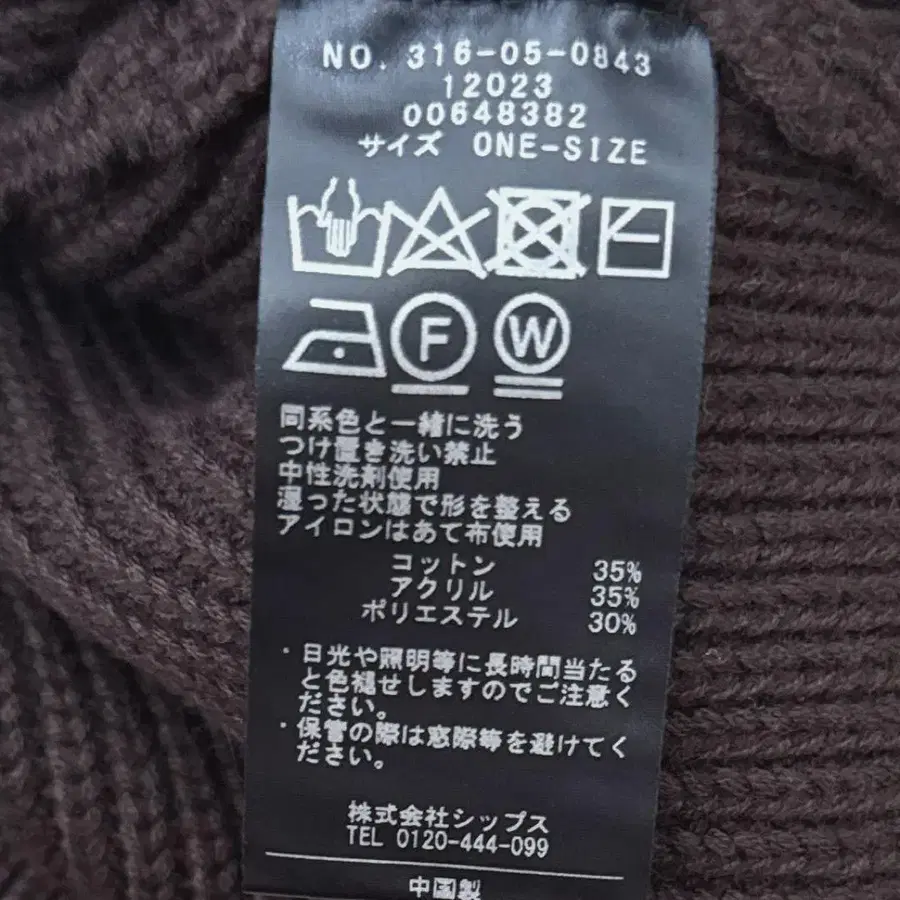 NO. 316-05-0843
12023
00648382
サイズ ONE-SIZE
F W
同系色と一緒に洗う
つけ置き洗い禁止
中性洗剤使用
湿った状態で形を整える
アイロンはあて布使用
コットン 35%
アクリル 35%
ポリエステル 30%
・日光や照明等に長時間当たる
と色褪せしますのでご注意く
ださい。
・保管の際は窓際等を避けてく
ださい。
株式会社シップス
TEL 0120-444-099
中国製